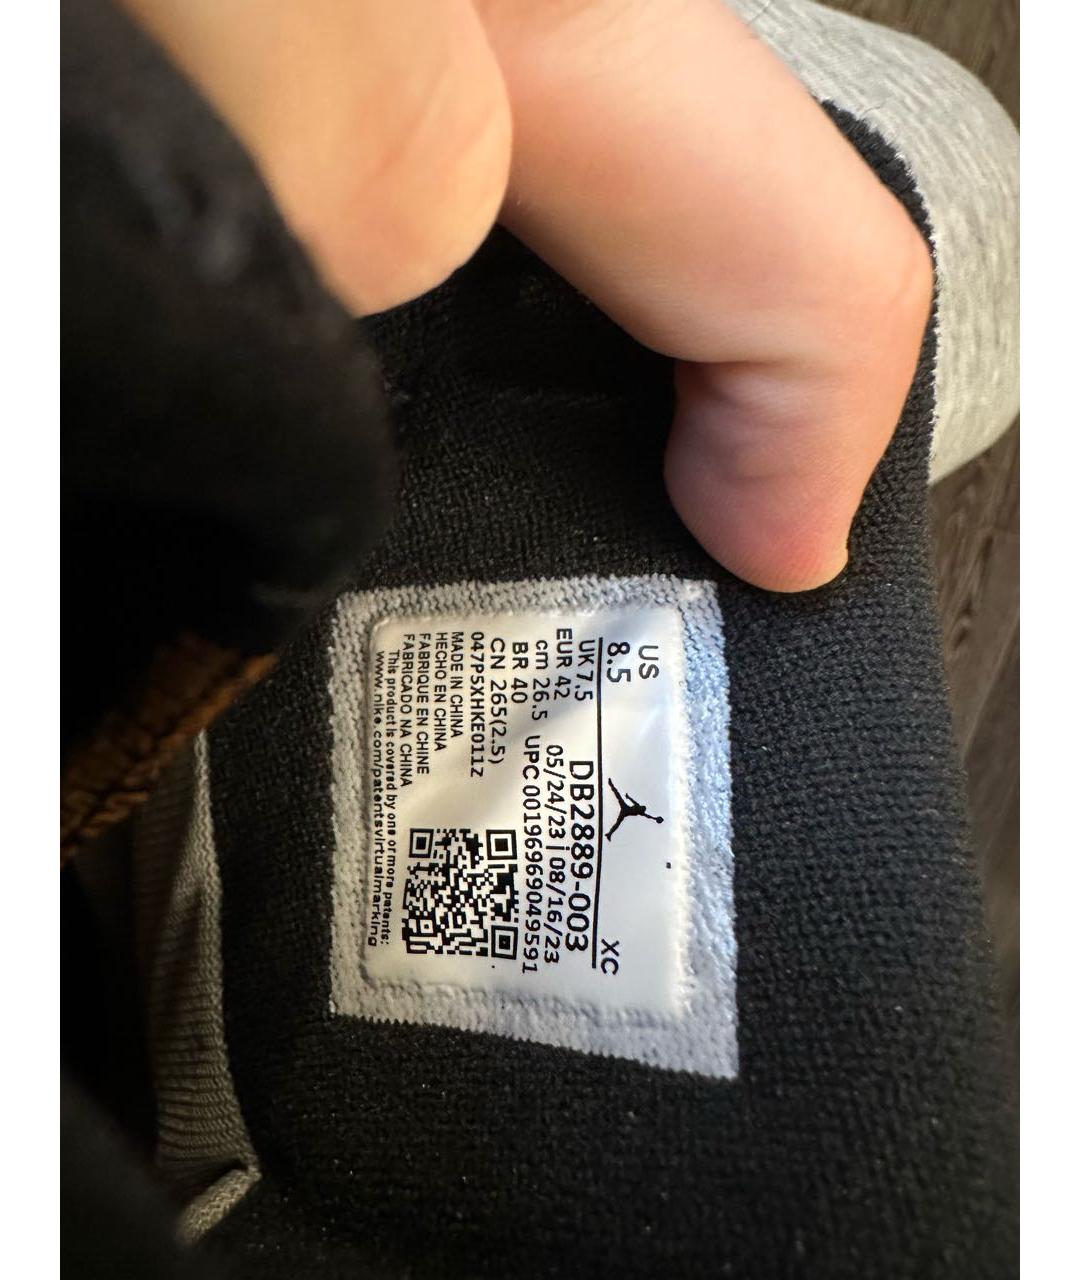 US
8.5
XC
UK 7.5
DB2889-003
EUR 42
05/24/23 | 08/16/23
cm 26.5
UPC 00196969049591
BR 40
CN 265(2.5)
047P5XHKE011Z
MADE IN CHINA
HECHO EN CHINA
FABRIQUE EN CHINE
FABRICADO NA CHINA
This product is covered by one or more patents:
www.nike.com/patentsvirtualmarking